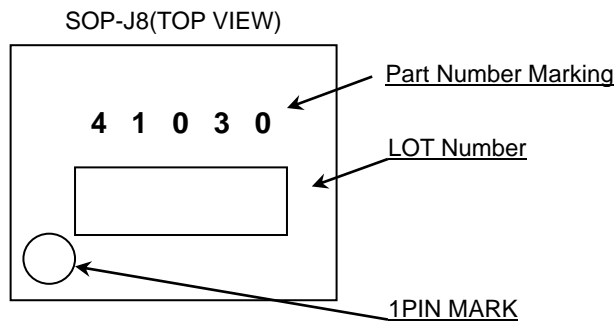 SOP-J8(TOP VIEW)
Part Number Marking
4 1 0 3 0
LOT Number
1PIN MARK